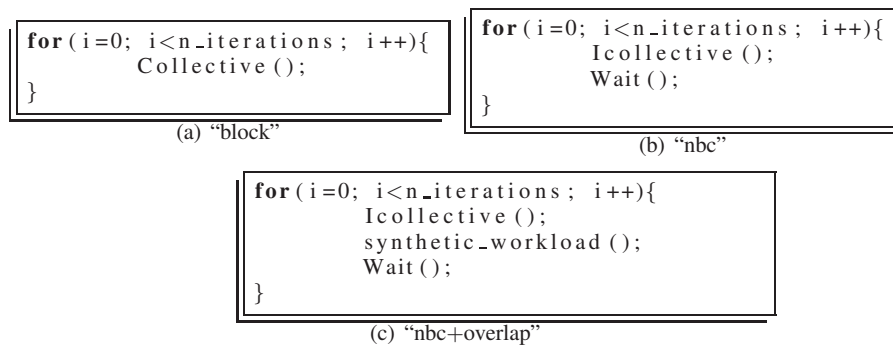 for(i=0; i<n_iterations; i++){
Collective();
}
(a) “block”
for(i=0; i<n_iterations; i++){
Icollective();
Wait();
}
(b) “nbc”
for(i=0; i<n_iterations; i++){
Icollective();
synthetic_workload();
Wait();
}
(c) “nbc+overlap”